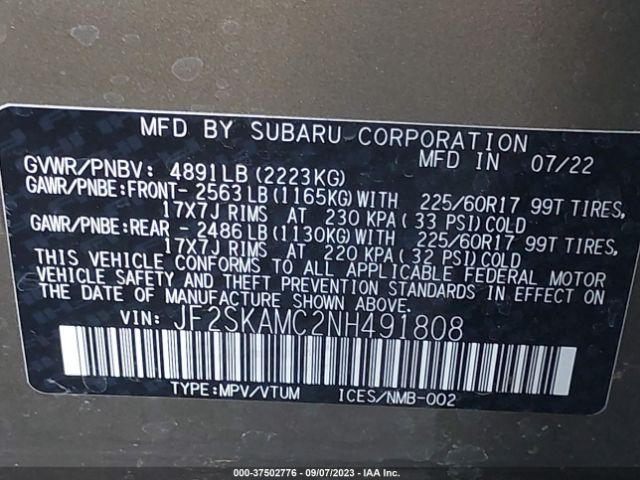 MFD BY SUBARU CORPORATION
MFD IN 07/22
GVWR/PNBV: 4891LB(2223KG)
GAWR/PNBE:FRONT- 2563LB(1165KG)WITH 225/60R17 99T TIRES,
17X7J RIMS AT 230 KPA(33 PSI)COLD
GAWR/PNBE:REAR - 2486LB(1130KG)WITH 225/60R17 99T TIRES,
17X7J RIMS AT 220 KPA(32 PSI)COLD
THIS VEHICLE CONFORMS TO ALL APPLICABLE FEDERAL MOTOR
VEHICLE SAFETY AND THEFT PREVENTION STANDARDS IN EFFECT ON
THE DATE OF MANUFACTURE SHOWN ABOVE.
VIN: JF2SKAMC2NH491808
TYPE:MPV/VTUM ICES/NMB-002
000-37502776 - 09/07/2023 - IAA Inc.